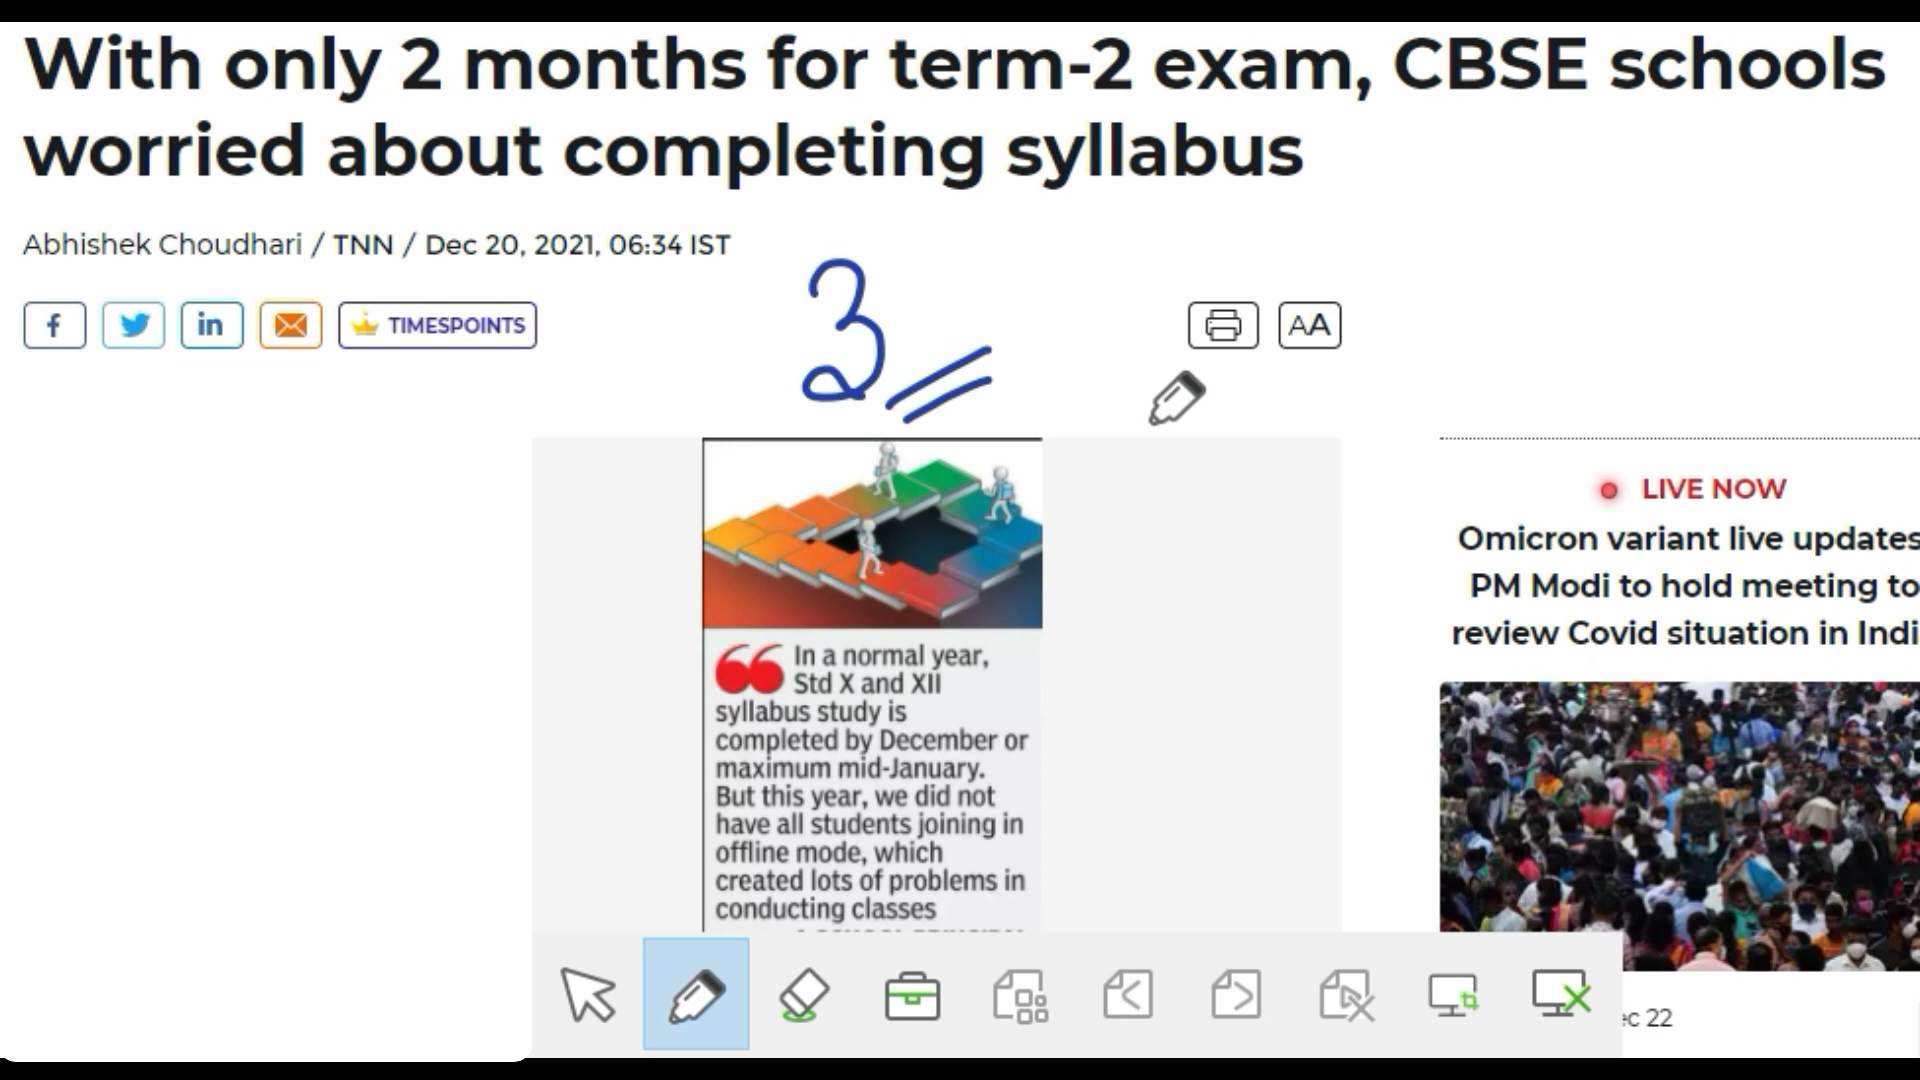 With only 2 months for term-2 exam, CBSE schools
worried about completing syllabus
Abhishek Choudhari / TNN / Dec 20, 2021, 06:34 IST
f in TIMESPOINTS
3
AA
In a normal year,
Std X and XII
syllabus study is
completed by December or
maximum mid-January.
But this year, we did not
have all students joining in
offline mode, which
created lots of problems in
conducting classes
LIVE NOW
Omicron variant live updates
PM Modi to hold meeting to
review Covid situation in Indi
ec 22